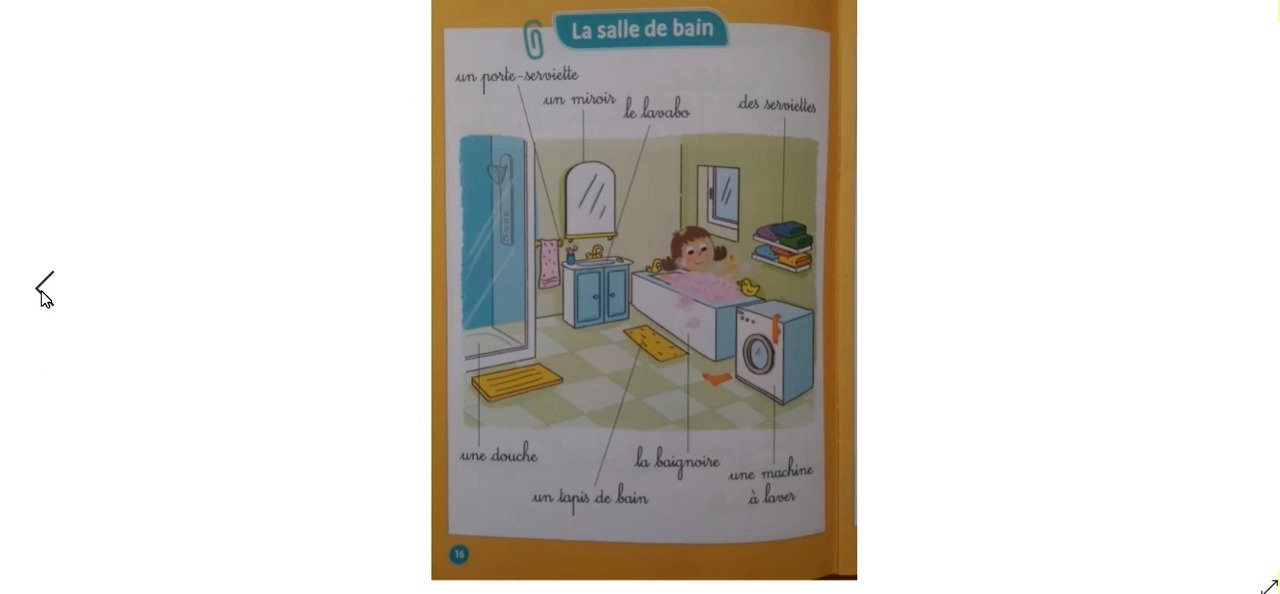 La salle de bain
un porte-serviette
un miroir
le lavabo
des serviettes
une douche
la baignoire
une machine
à laver
un tapis de bain
16